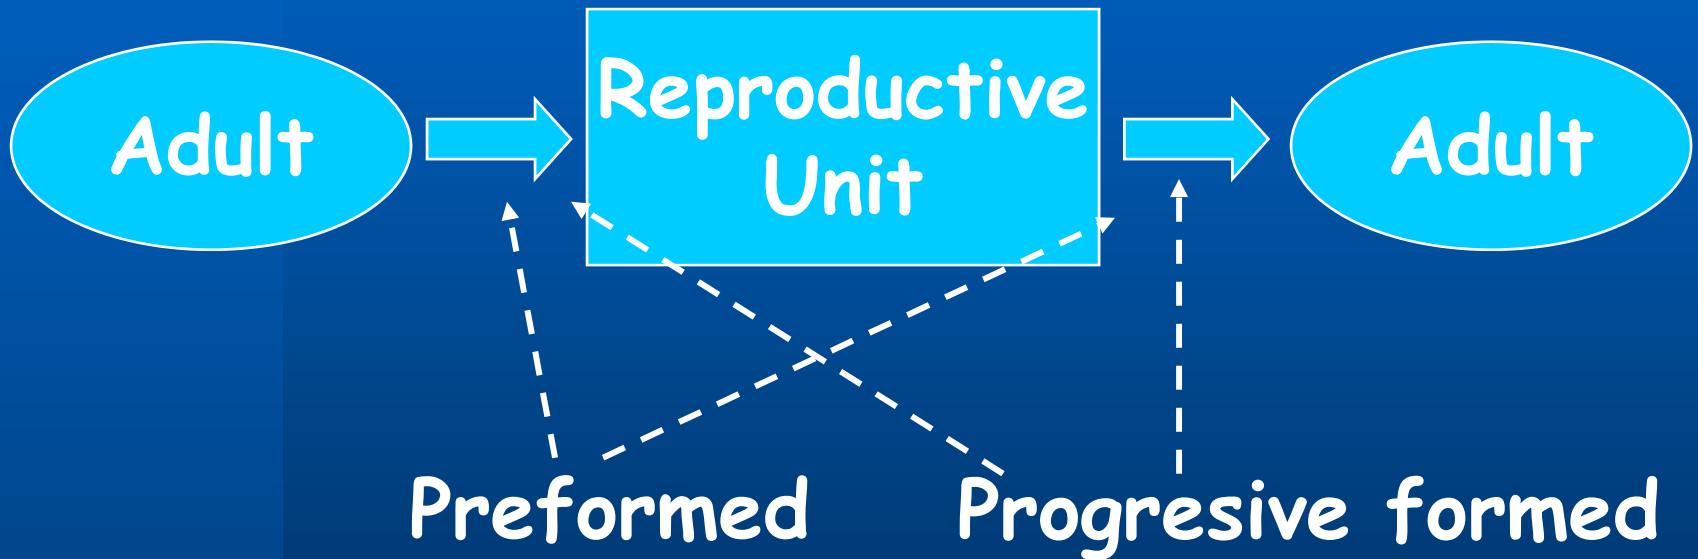 Adult
Reproductive
Unit
Adult
Preformed
Progresive formed